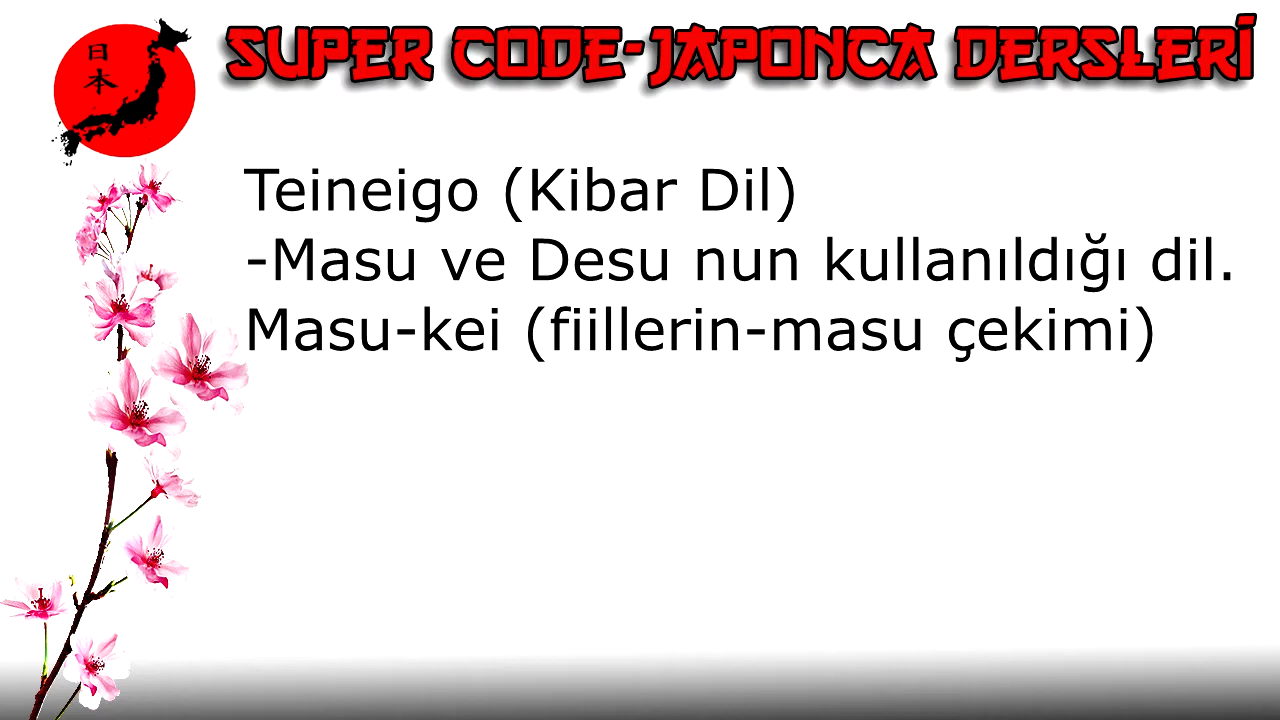 日本
SUPER CODE-JAPONCA DERSLERİ
Teineigo (Kibar Dil)
-Masu ve Desu nun kullanıldığı dil.
Masu-kei (fiillerin-masu çekimi)